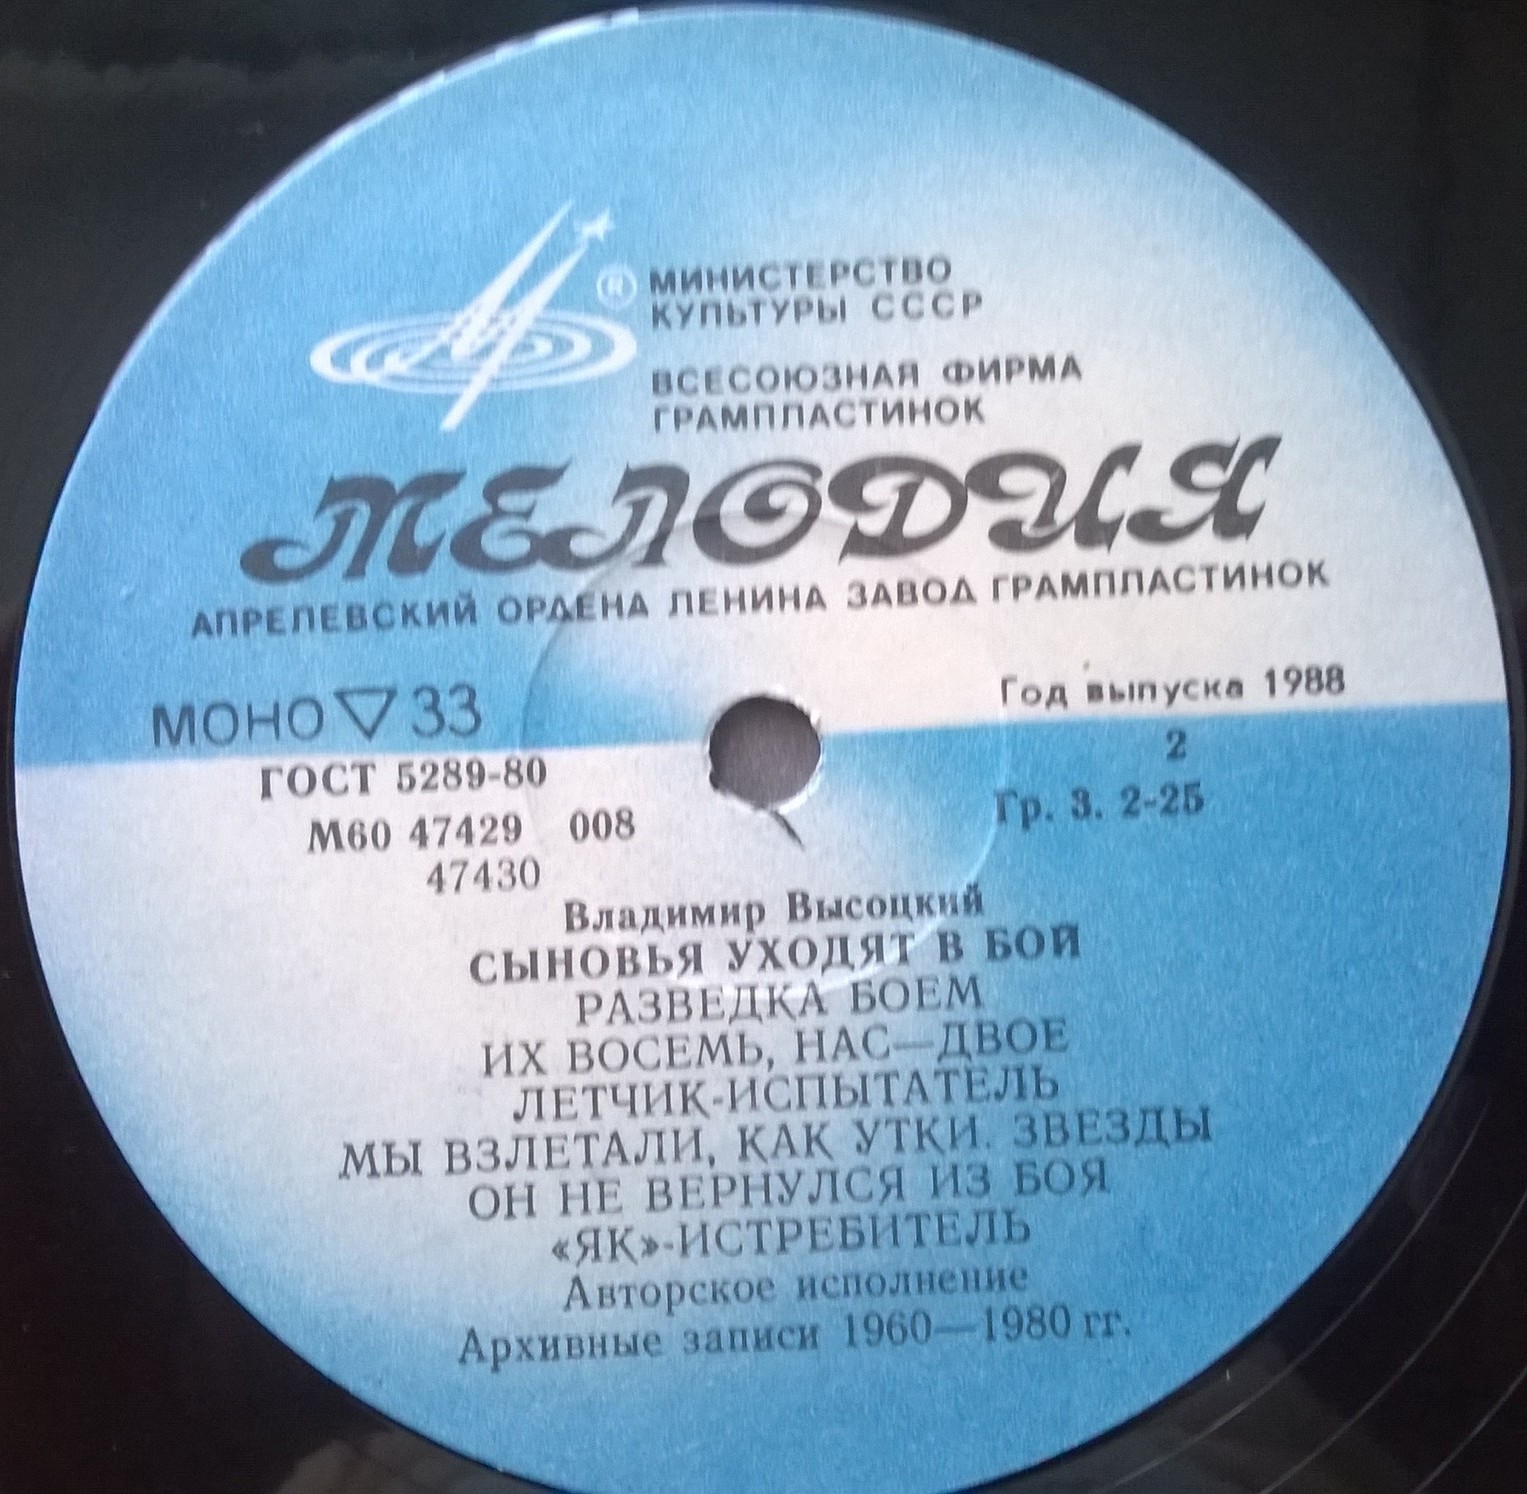 ®
МИНИСТЕРСТВО
КУЛЬТУРЫ СССР
ВСЕСОЮЗНАЯ ФИРМА
ГРАМПЛАСТИНОК
МЕЛОДИЯ
АПРЕЛЕВСКИЙ ОРДЕНА ЛЕНИНА ЗАВОД ГРАМПЛАСТИНОК
МОНО ▽ 33
Год выпуска 1988
ГОСТ 5289-80
2
М60 47429 008
Гр. 3. 2-25
47430
Владимир Высоцкий
СЫНОВЬЯ УХОДЯТ В БОЙ
РАЗВЕДКА БОЕМ
ИХ ВОСЕМЬ, НАС—ДВОЕ
ЛЕТЧИК-ИСПЫТАТЕЛЬ
МЫ ВЗЛЕТАЛИ, КАК УТКИ. ЗВЕЗДЫ
ОН НЕ ВЕРНУЛСЯ ИЗ БОЯ
«ЯК»-ИСТРЕБИТЕЛЬ
Авторское исполнение
Архивные записи 1960—1980 гг.